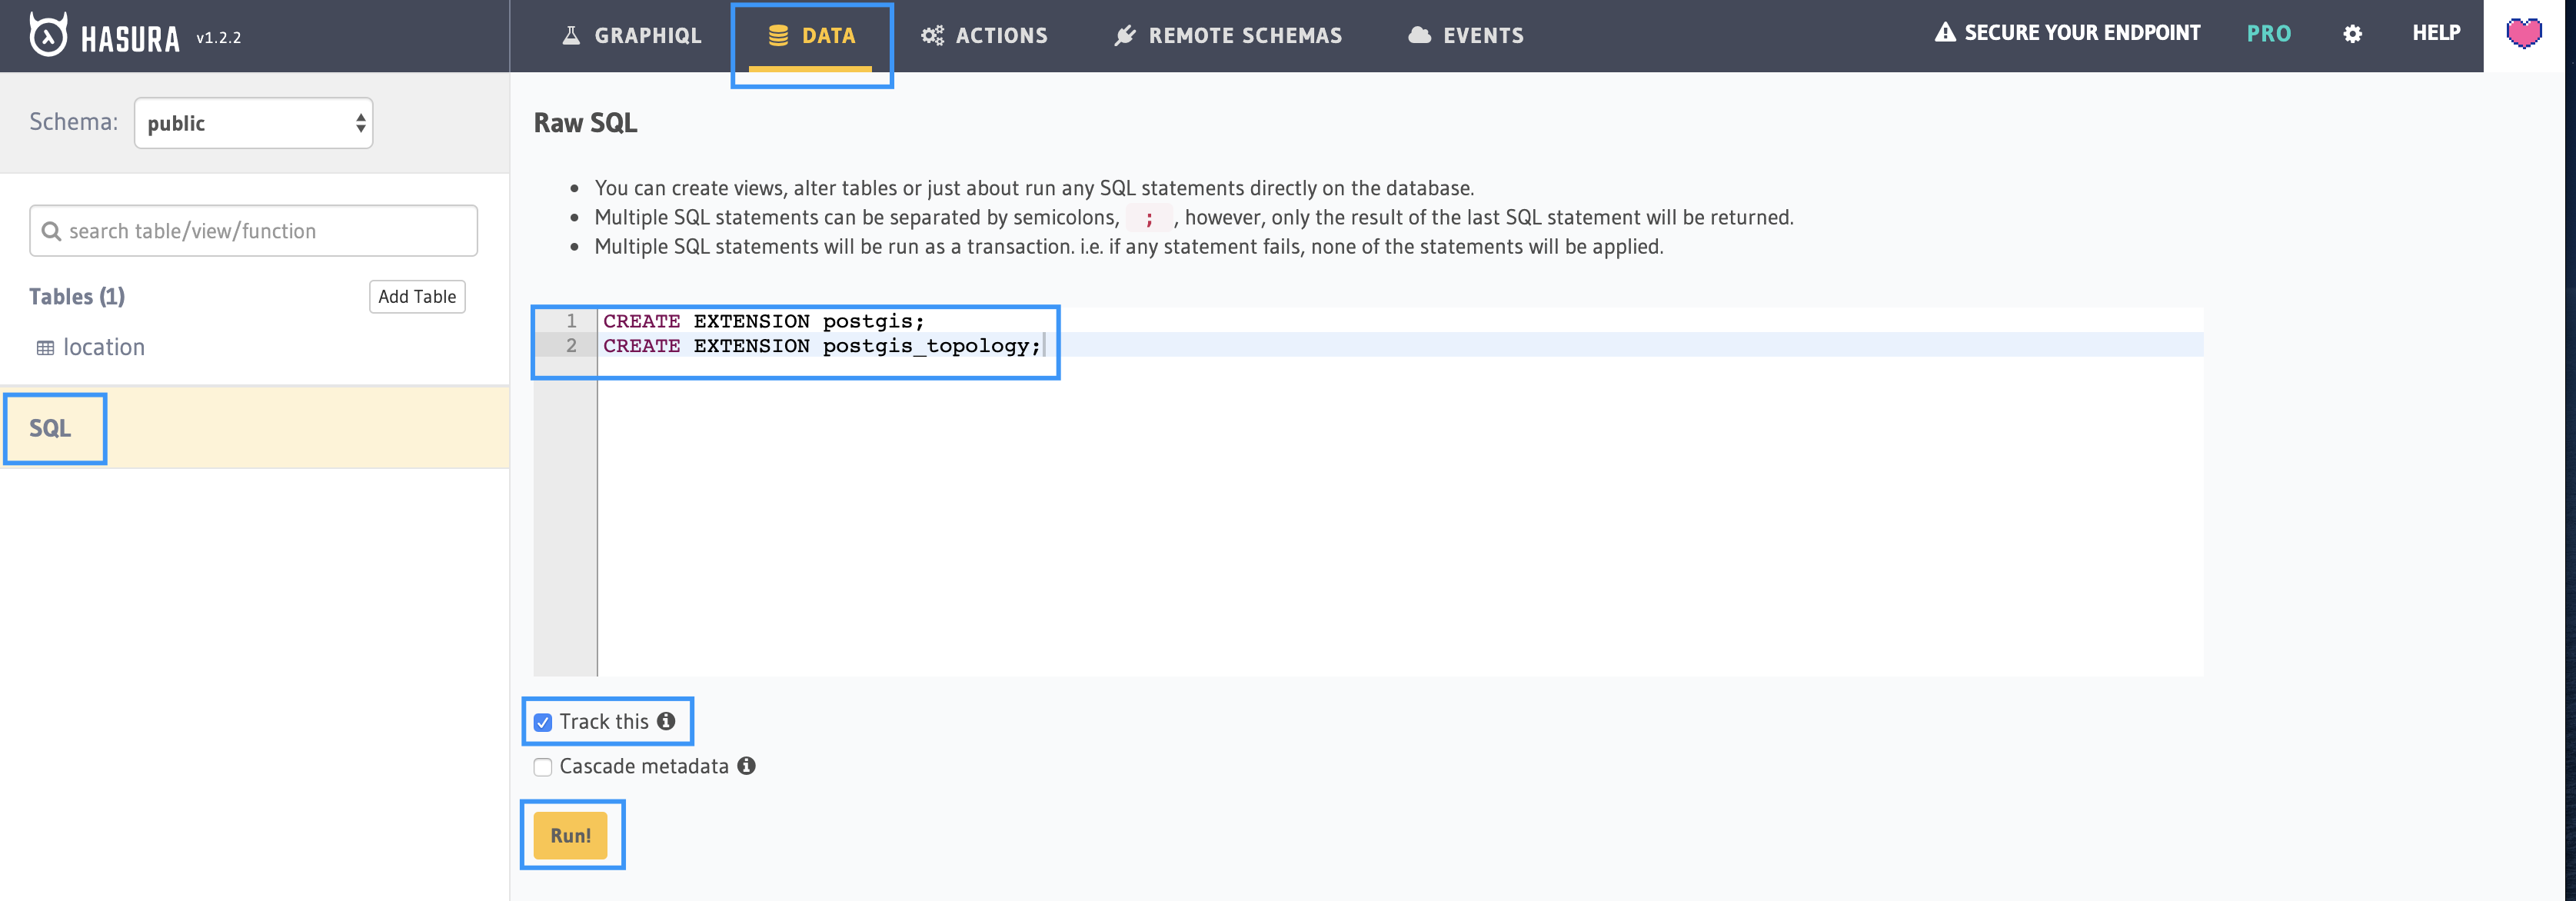 HASURA v1.2.2
GRAPHIQL
DATA
ACTIONS
REMOTE SCHEMAS
EVENTS
SECURE YOUR ENDPOINT
PRO
HELP
Schema: public
search table/view/function
Tables (1)
Add Table
location
SQL
Raw SQL
You can create views, alter tables or just about run any SQL statements directly on the database.
Multiple SQL statements can be separated by semicolons, ; , however, only the result of the last SQL statement will be returned.
Multiple SQL statements will be run as a transaction. i.e. if any statement fails, none of the statements will be applied.
1 CREATE EXTENSION postgis;
2 CREATE EXTENSION postgis_topology;
Track this
Cascade metadata
Run!